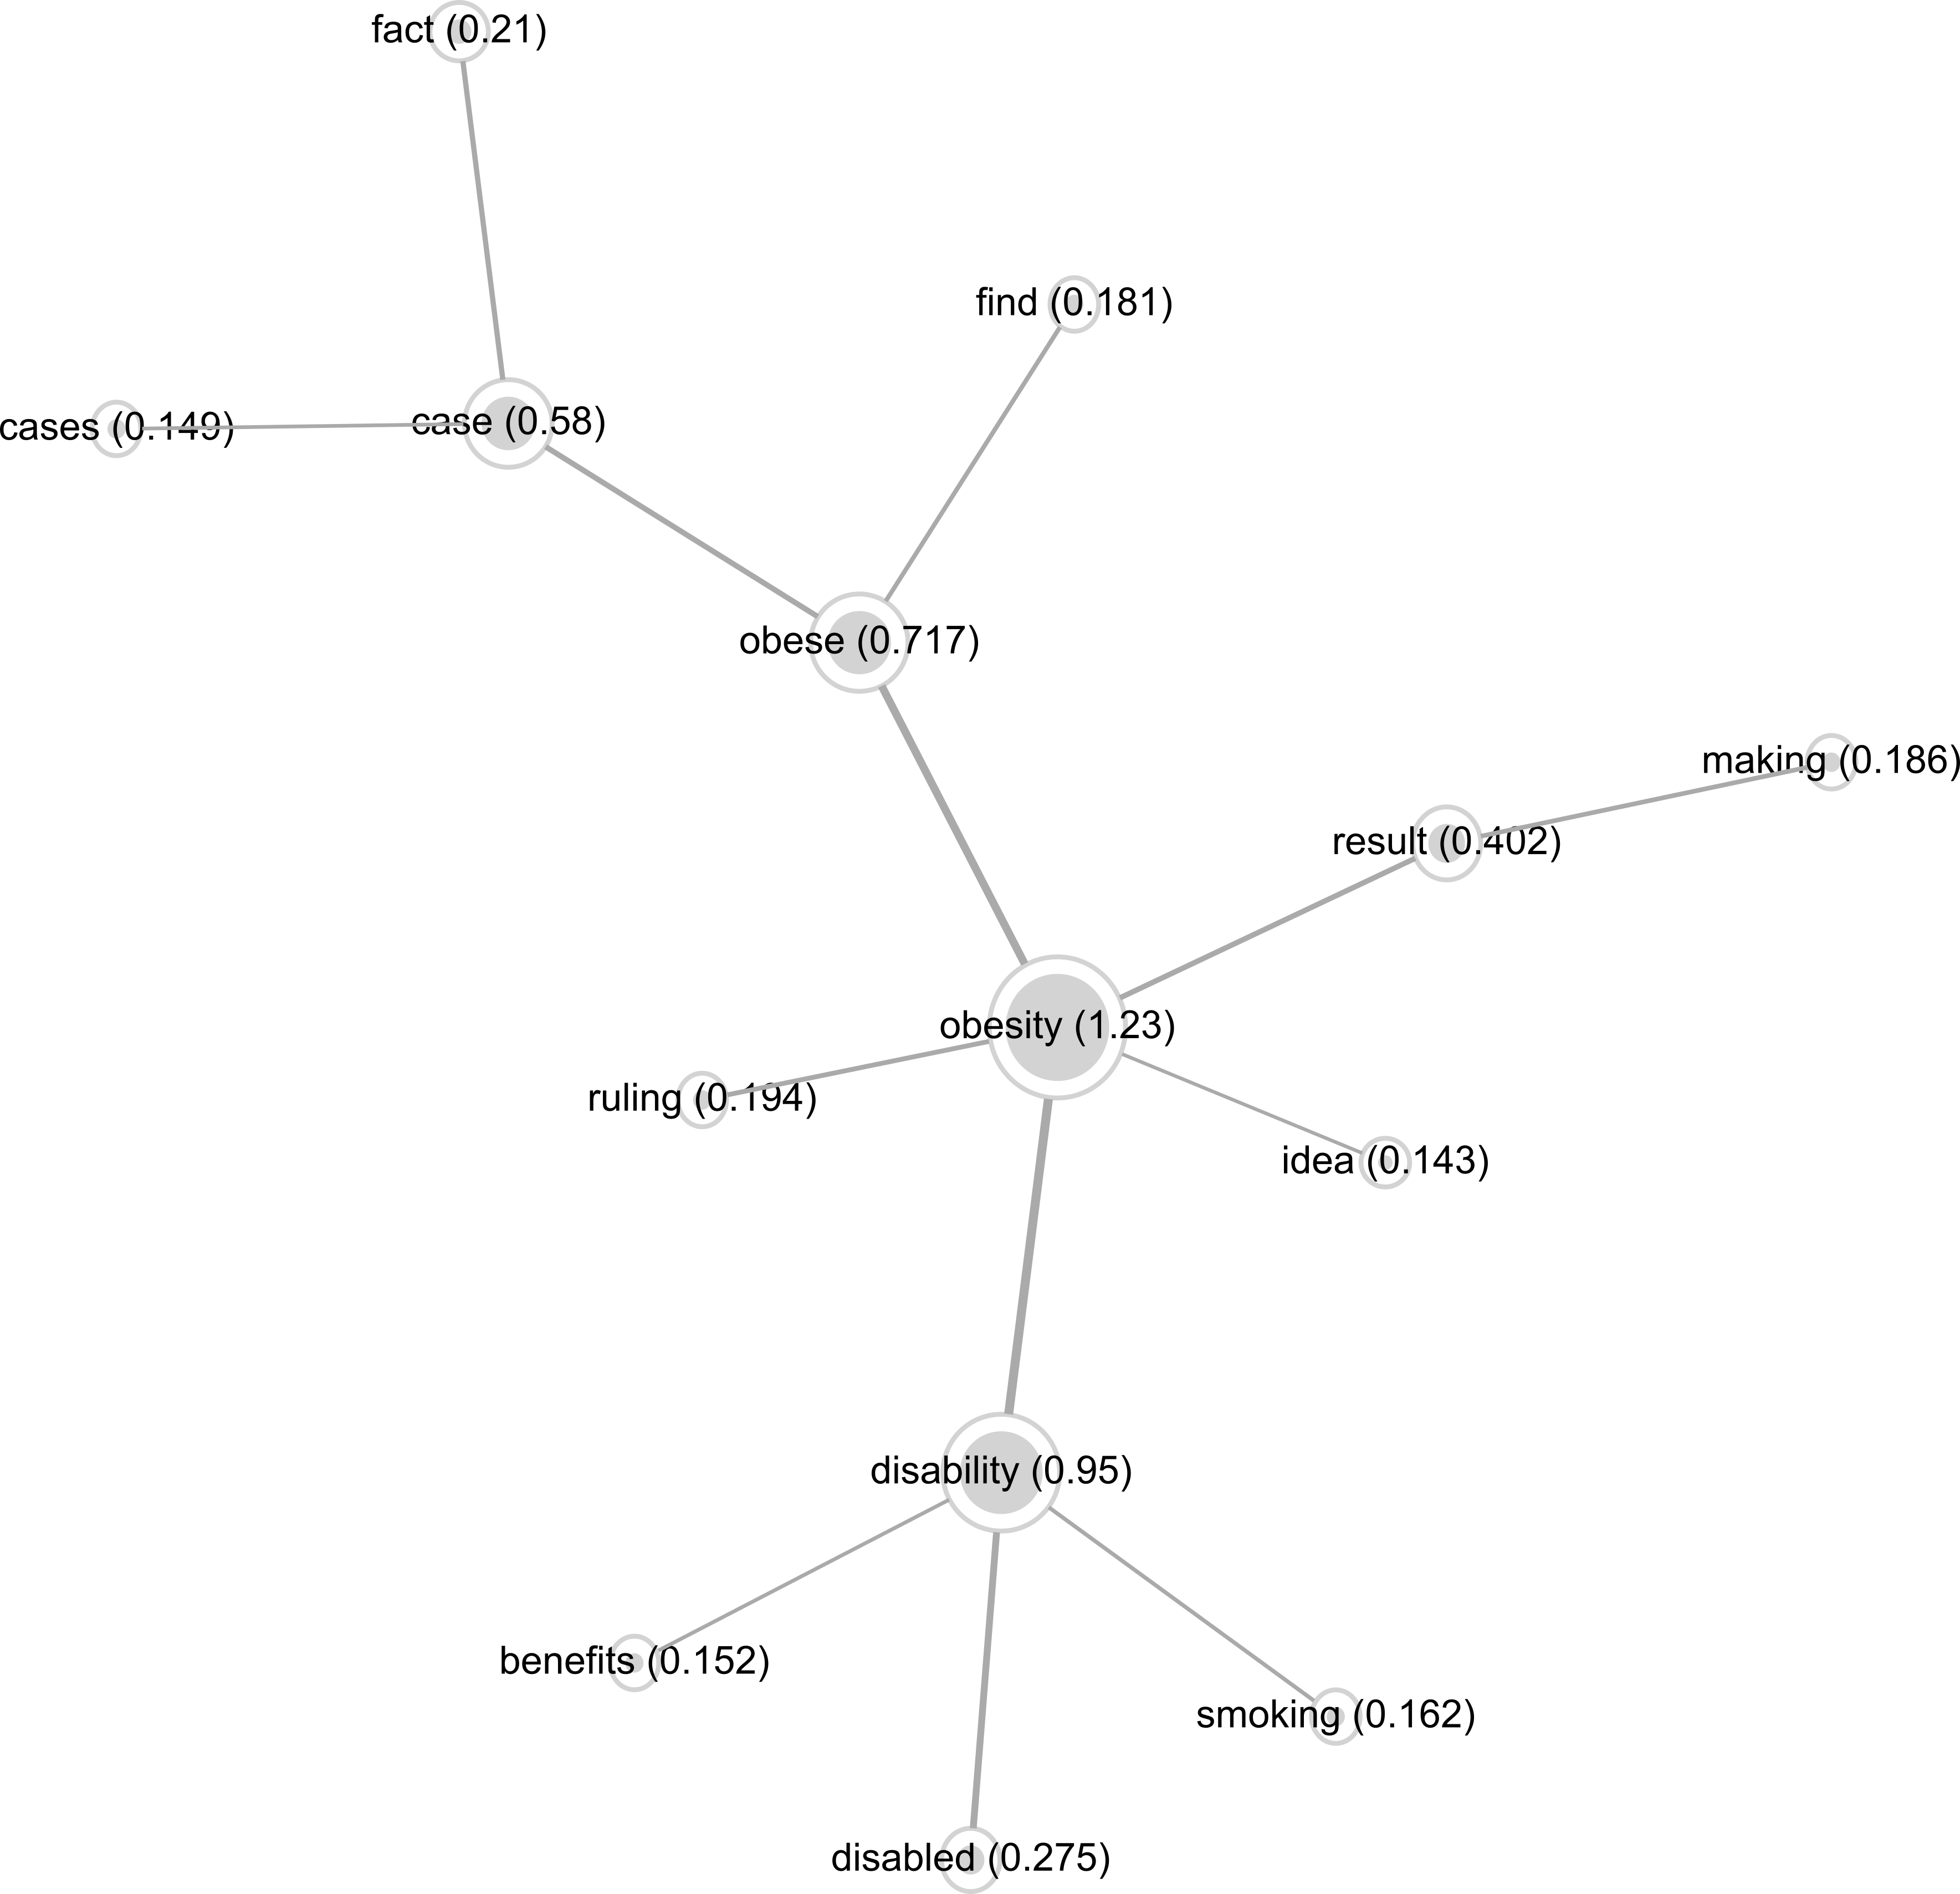 fact (0.21)
find (0.181)
cases (0.149)
case (0.58)
obese (0.717)
making (0.186)
result (0.402)
obesity (1.23)
ruling (0.194)
idea (0.143)
disability (0.95)
benefits (0.152)
smoking (0.162)
disabled (0.275)